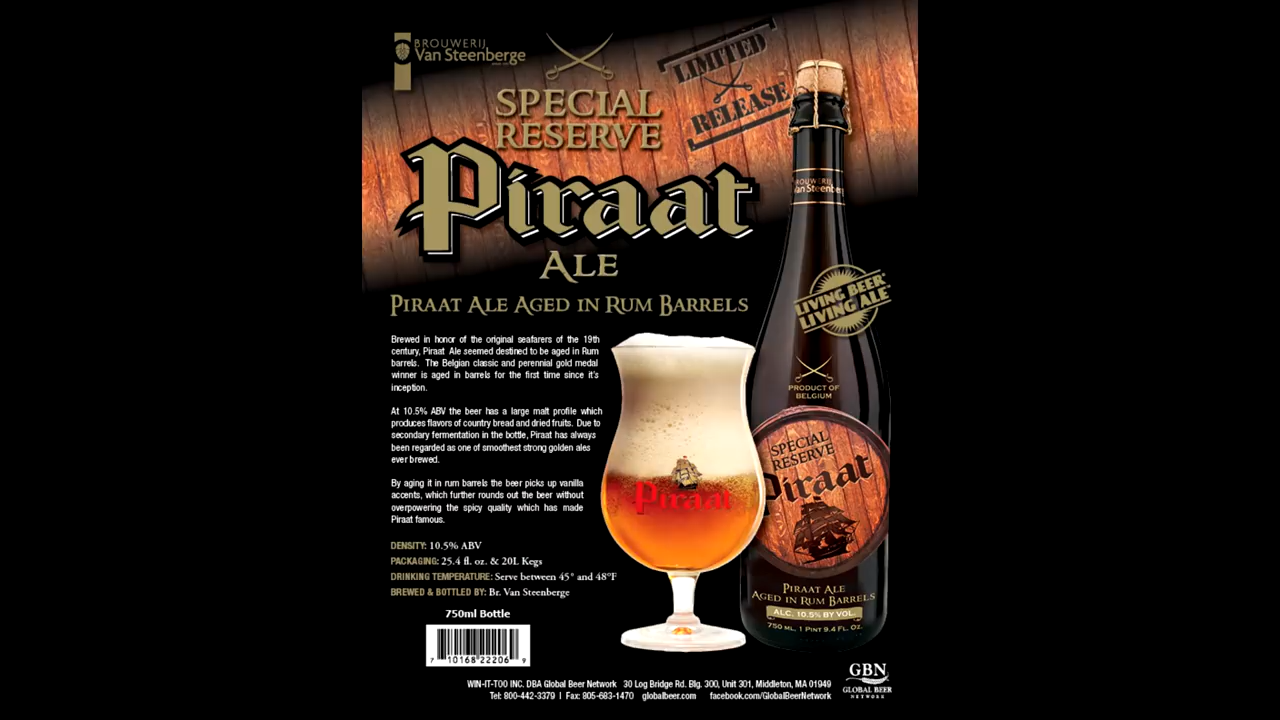 BROUWERIJ
Van Steenberge
LIMITED
RELEASE
SPECIAL
RESERVE
Piraat
ALE
PIRAAT ALE AGED IN RUM BARRELS
Brewed in honor of the original seafarers of the 19th
century, Piraat Ale seemed destined to be aged in Rum
barrels. The Belgian classic and perennial gold medal
winner is aged in barrels for the first time since it's
inception.
At 10.5% ABV the beer has a large malt profile which
produces flavors of country bread and dried fruits. Due to
secondary fermentation in the bottle, Piraat has always
been regarded as one of smoothest strong golden ales
ever brewed.
By aging it in rum barrels the beer picks up vanilla
accents, which further rounds out the beer without
overpowering the spicy quality which has made
Piraat famous.
DENSITY: 10.5% ABV
PACKAGING: 25.4 fl. oz. & 20L Kegs
DRINKING TEMPERATURE: Serve between 45° and 48°F
BREWED & BOTTLED BY: Br. Van Steenberge
750ml Bottle
7 10168 22206 9
Piraat
BROUWERIJ
Van Steenberge
LIVING BEER
LIVING ALE
PRODUCT OF
BELGIUM
SPECIAL
RESERVE
Piraat
PIRAAT ALE
AGED IN RUM BARRELS
ALC. 10.5% BY VOL.
750 ML. 1 PINT 9.4 FL. OZ.
WIN-IT-TOO INC. DBA Global Beer Network 30 Log Bridge Rd. Blg. 300, Unit 301, Middleton, MA 01949
Tel: 800-442-3379 | Fax: 805-683-1470 globalbeer.com facebook.com/GlobalBeerNetwork
GBN
GLOBAL BEER
NETWORK